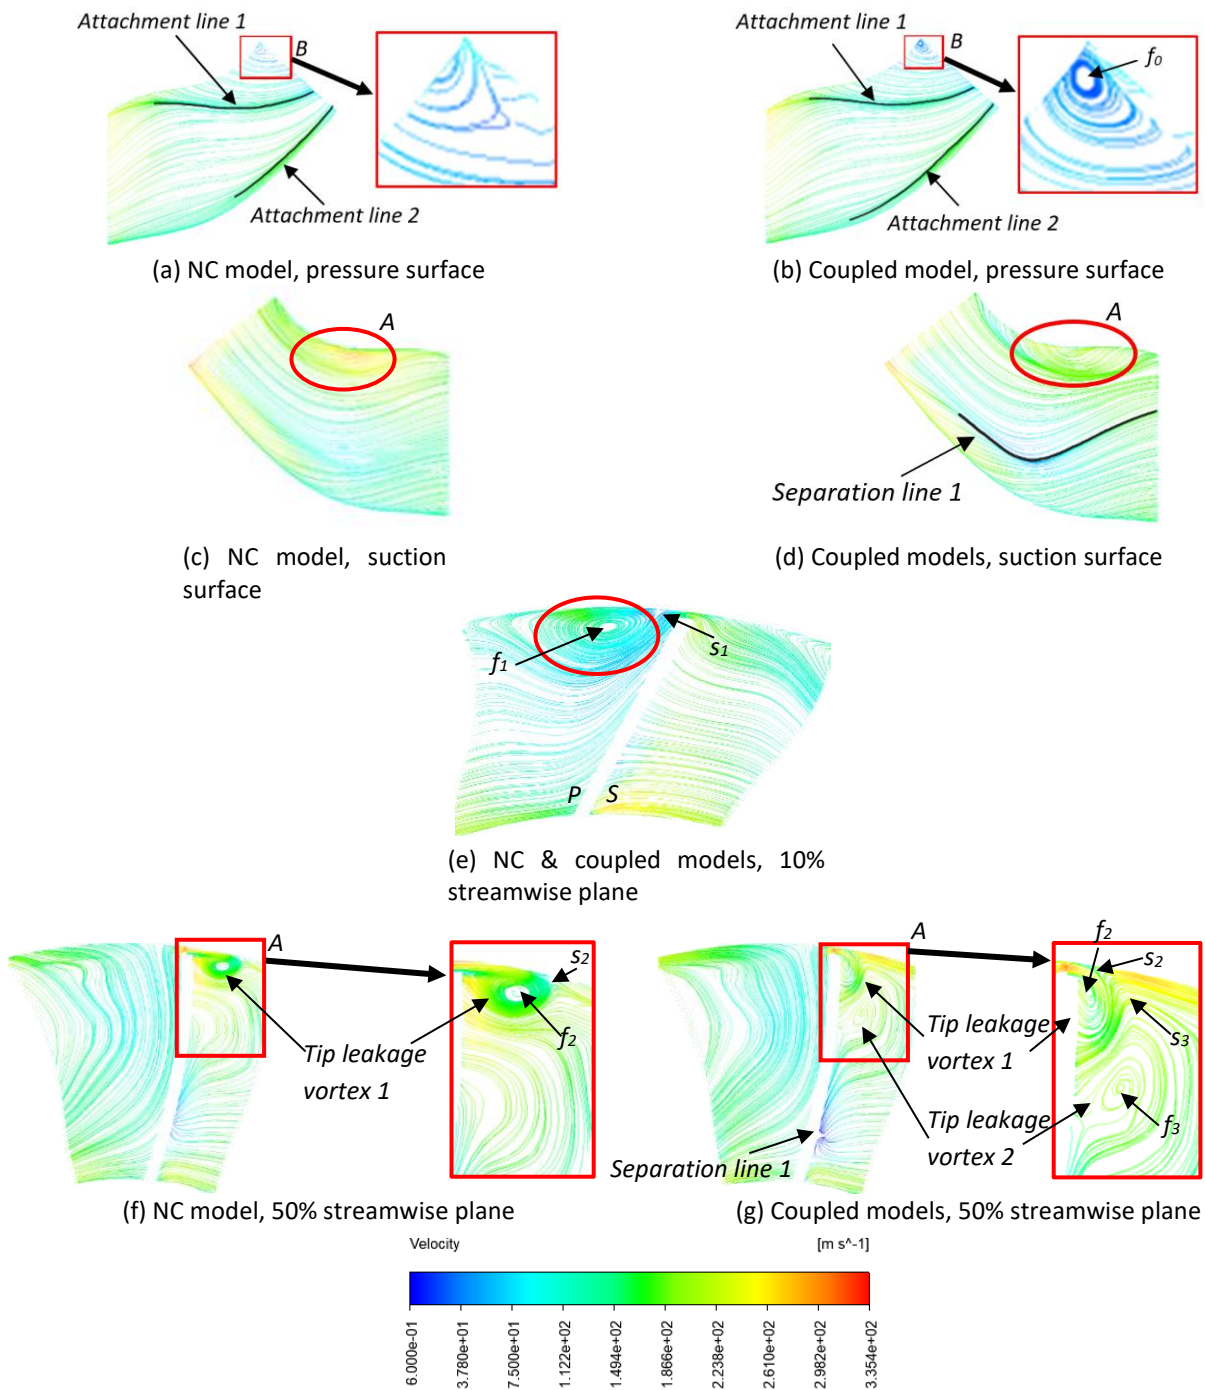 Attachment line 1
B
Attachment line 2
(a) NC model, pressure surface
Attachment line 1
B
f0
Attachment line 2
(b) Coupled model, pressure surface
A
(c) NC model, suction
surface
A
Separation line 1
(d) Coupled models, suction surface
f1
s1
P S
(e) NC & coupled models, 10%
streamwise plane
A
s2
f2
Tip leakage
vortex 1
(f) NC model, 50% streamwise plane
A
f2
s2
s3
Tip leakage
vortex 1
f3
Tip leakage
vortex 2
Separation line 1
(g) Coupled models, 50% streamwise plane
Velocity [m s^-1]
6.000e-01
3.780e+01
7.500e+01
1.122e+02
1.494e+02
1.866e+02
2.238e+02
2.610e+02
2.982e+02
3.354e+02